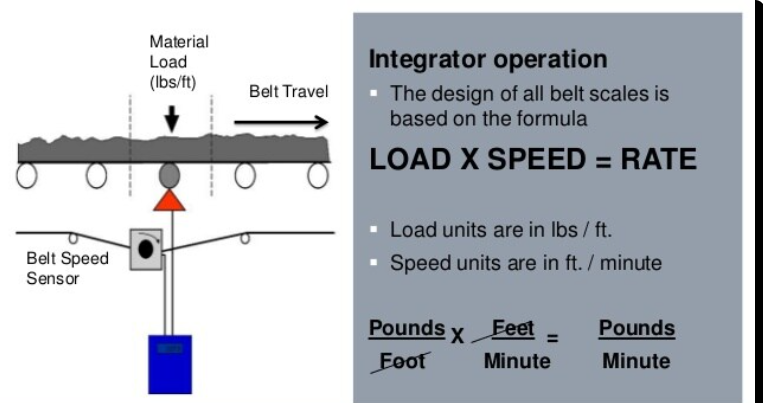 Material
Load
(lbs/ft)
Belt Travel
Belt Speed
Sensor
Integrator operation
▪ The design of all belt scales is
based on the formula
LOAD X SPEED = RATE
▪ Load units are in lbs / ft.
▪ Speed units are in ft. / minute
Pounds X Feet = Pounds
Foot Minute Minute